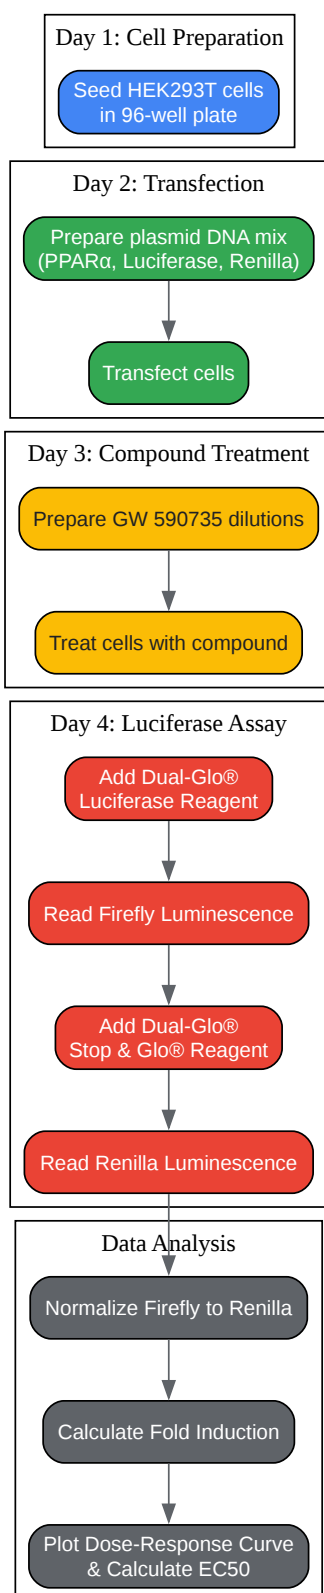 Day 1: Cell Preparation
Seed HEK293T cells
in 96-well plate
Day 2: Transfection
Prepare plasmid DNA mix
(PPARα, Luciferase, Renilla)
Transfect cells
Day 3: Compound Treatment
Prepare GW 590735 dilutions
Treat cells with compound
Day 4: Luciferase Assay
Add Dual-Glo®
Luciferase Reagent
Read Firefly Luminescence
Add Dual-Glo®
Stop & Glo® Reagent
Read Renilla Luminescence
Data Analysis
Normalize Firefly to Renilla
Calculate Fold Induction
Plot Dose-Response Curve
& Calculate EC50